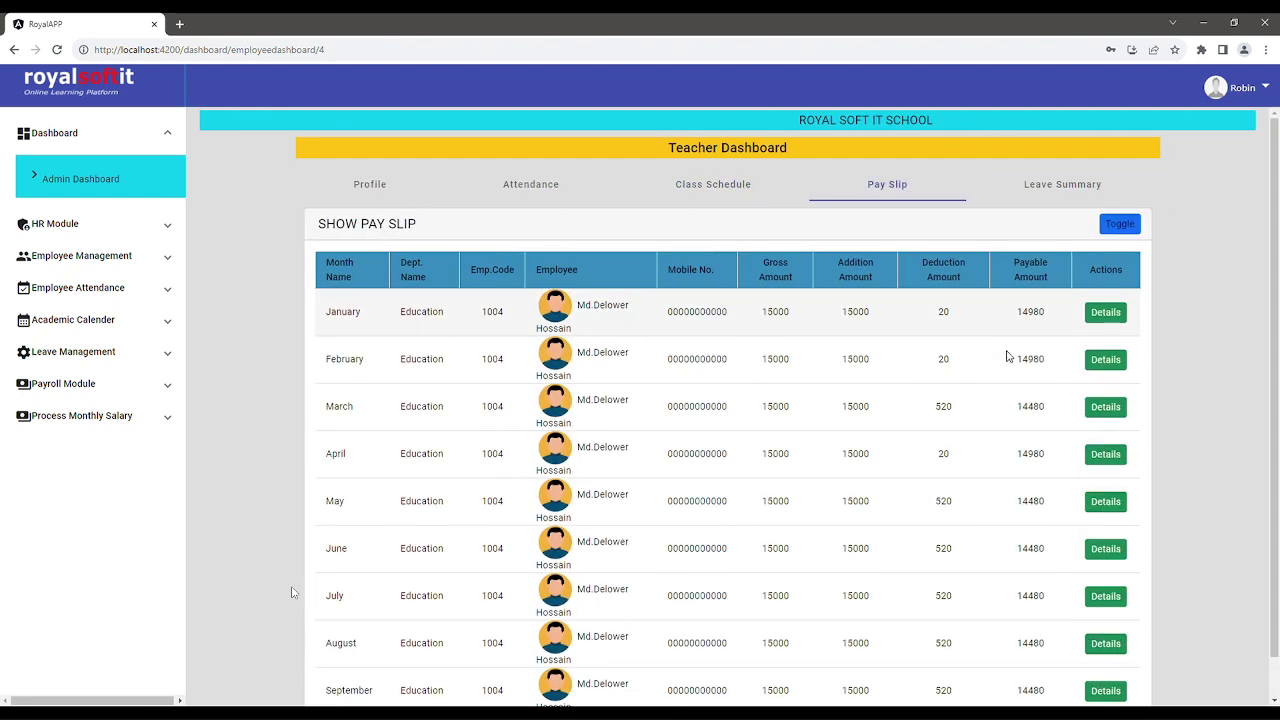 RoyalAPP
http://localhost:4200/dashboard/employeedashboard/4
royalsoftit
Online Learning Platform
Robin
Dashboard
Admin Dashboard
HR Module
Employee Management
Employee Attendance
Academic Calender
Leave Management
Payroll Module
Process Monthly Salary
ROYAL SOFT IT SCHOOL
Teacher Dashboard
Profile Attendance Class Schedule Pay Slip Leave Summary
SHOW PAY SLIP Toggle
Month Name Dept. Name Emp.Code Employee Mobile No. Gross Amount Addition Amount Deduction Amount Payable Amount Actions
January Education 1004 Md.Delower Hossain 00000000000 15000 15000 20 14980 Details
February Education 1004 Md.Delower Hossain 00000000000 15000 15000 20 14980 Details
March Education 1004 Md.Delower Hossain 00000000000 15000 15000 520 14480 Details
April Education 1004 Md.Delower Hossain 00000000000 15000 15000 20 14980 Details
May Education 1004 Md.Delower Hossain 00000000000 15000 15000 520 14480 Details
June Education 1004 Md.Delower Hossain 00000000000 15000 15000 520 14480 Details
July Education 1004 Md.Delower Hossain 00000000000 15000 15000 520 14480 Details
August Education 1004 Md.Delower Hossain 00000000000 15000 15000 520 14480 Details
September Education 1004 Md.Delower 00000000000 15000 15000 520 14480 Details